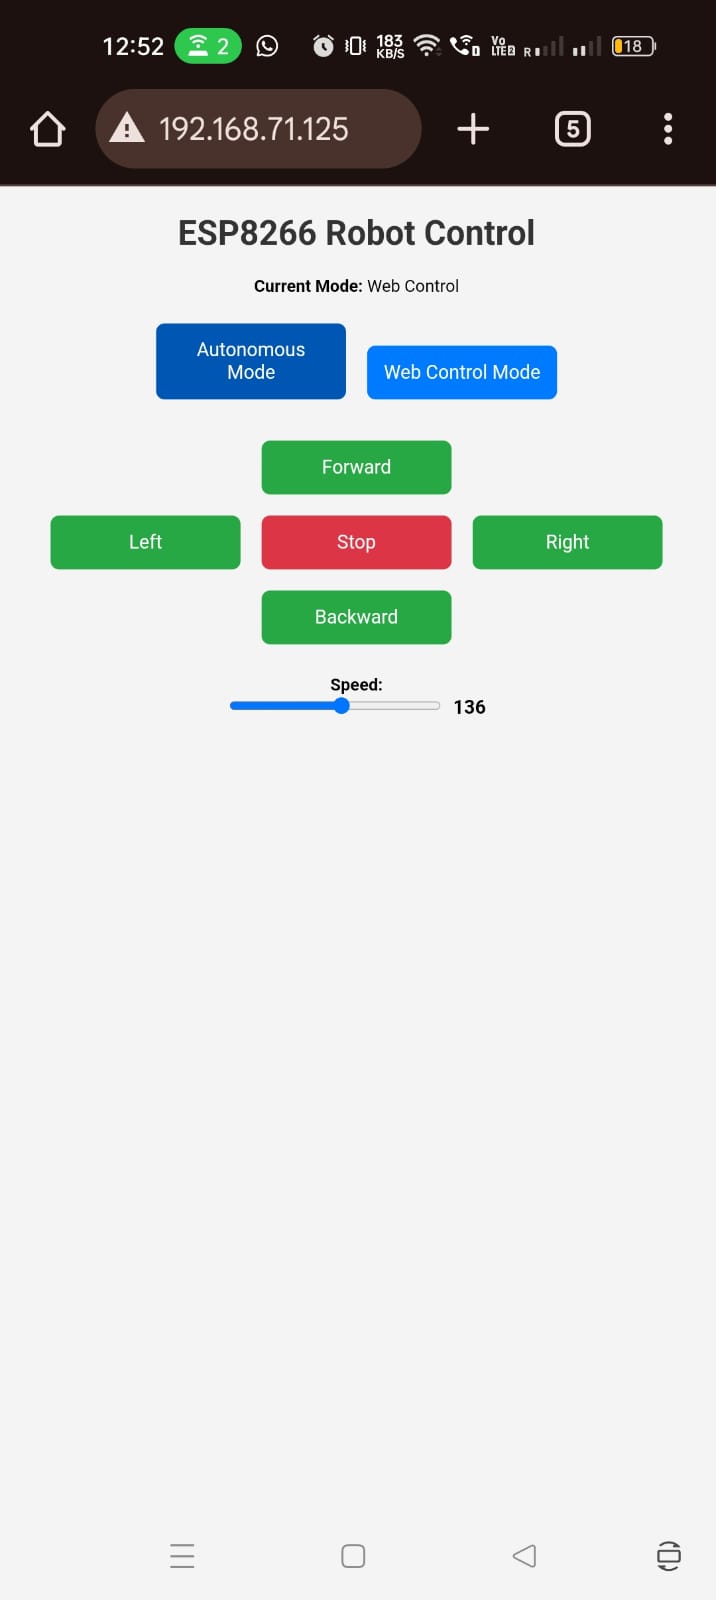 12:52 2 183 KB/S Vo LTE2 R 18
192.168.71.125 5
ESP8266 Robot Control
Current Mode: Web Control
Autonomous
Mode
Web Control Mode
Forward
Left Stop Right
Backward
Speed:
136